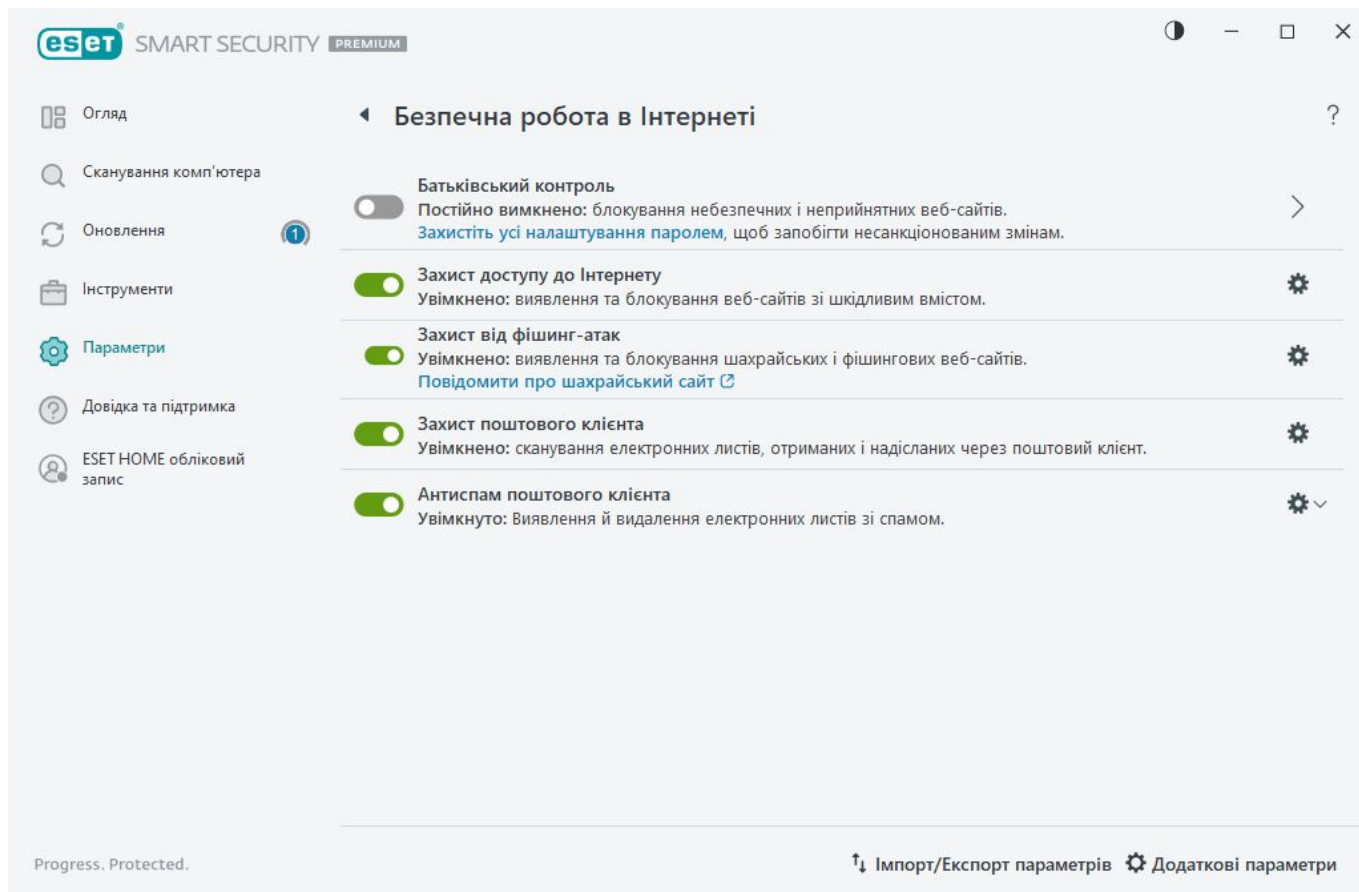 eset® SMART SECURITY PREMIUM
Огляд
Сканування комп'ютера
Оновлення 1
Інструменти
Параметри
Довідка та підтримка
ESET HOME обліковий
запис
Безпечна робота в Інтернеті ?
Батьківський контроль
Постійно вимкнено: блокування небезпечних і неприйнятних веб-сайтів.
Захистіть усі налаштування паролем, щоб запобігти несанкціонованим змінам.
Захист доступу до Інтернету
Увімкнено: виявлення та блокування веб-сайтів зі шкідливим вмістом.
Захист від фішинг-атак
Увімкнено: виявлення та блокування шахрайських і фішингових веб-сайтів.
Повідомити про шахрайський сайт
Захист поштового клієнта
Увімкнено: сканування електронних листів, отриманих і надісланих через поштовий клієнт.
Антиспам поштового клієнта
Увімкнуто: Виявлення й видалення електронних листів зі спамом.
Progress. Protected.
Імпорт/Експорт параметрів Додаткові параметри